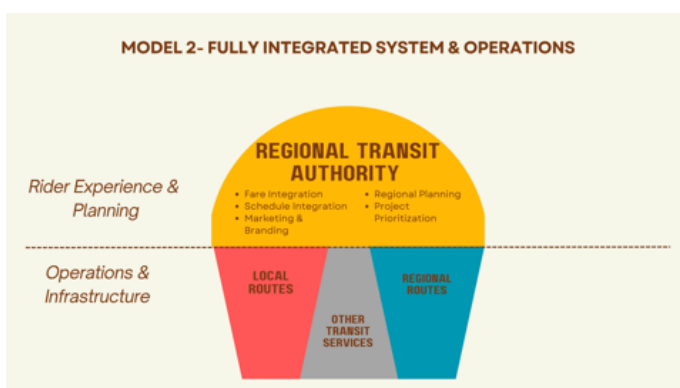 MODEL 2- FULLY INTEGRATED SYSTEM & OPERATIONS
Rider Experience &
Planning
REGIONAL TRANSIT
AUTHORITY
• Fare Integration
• Schedule Integration
• Marketing &
Branding
• Regional Planning
• Project
Prioritization
Operations &
Infrastructure
LOCAL
ROUTES
OTHER
TRANSIT
SERVICES
REGIONAL
ROUTES